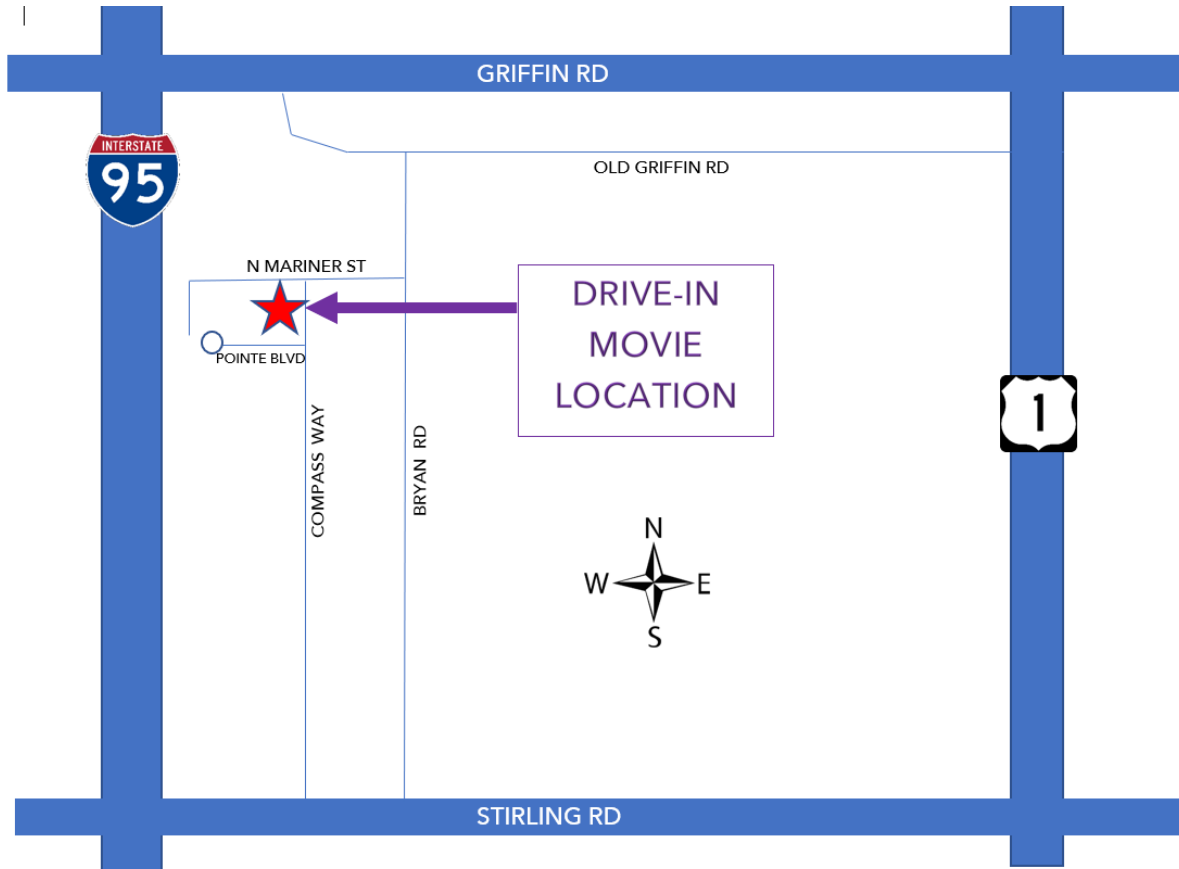 GRIFFIN RD
INTERSTATE
95
OLD GRIFFIN RD
N MARINER ST
DRIVE-IN
MOVIE
LOCATION
POINTE BLVD
1
COMPASS WAY
BRYAN RD
N
W E
S
STIRLING RD